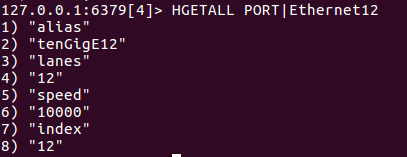 127.0.0.1:6379[4]> HGETALL PORT|Ethernet12
1) "alias"
2) "tenGigE12"
3) "lanes"
4) "12"
5) "speed"
6) "10000"
7) "index"
8) "12"